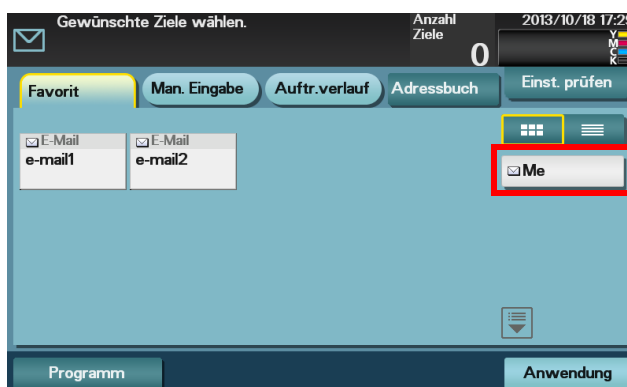 Gewünschte Ziele wählen.
Anzahl
Ziele
0
2013/10/18 17:29
Y
M
C
K
Favorit
Man. Eingabe
Auftr.verlauf
Adressbuch
Einst. prüfen
E-Mail
e-mail1
E-Mail
e-mail2
Me
Programm
Anwendung